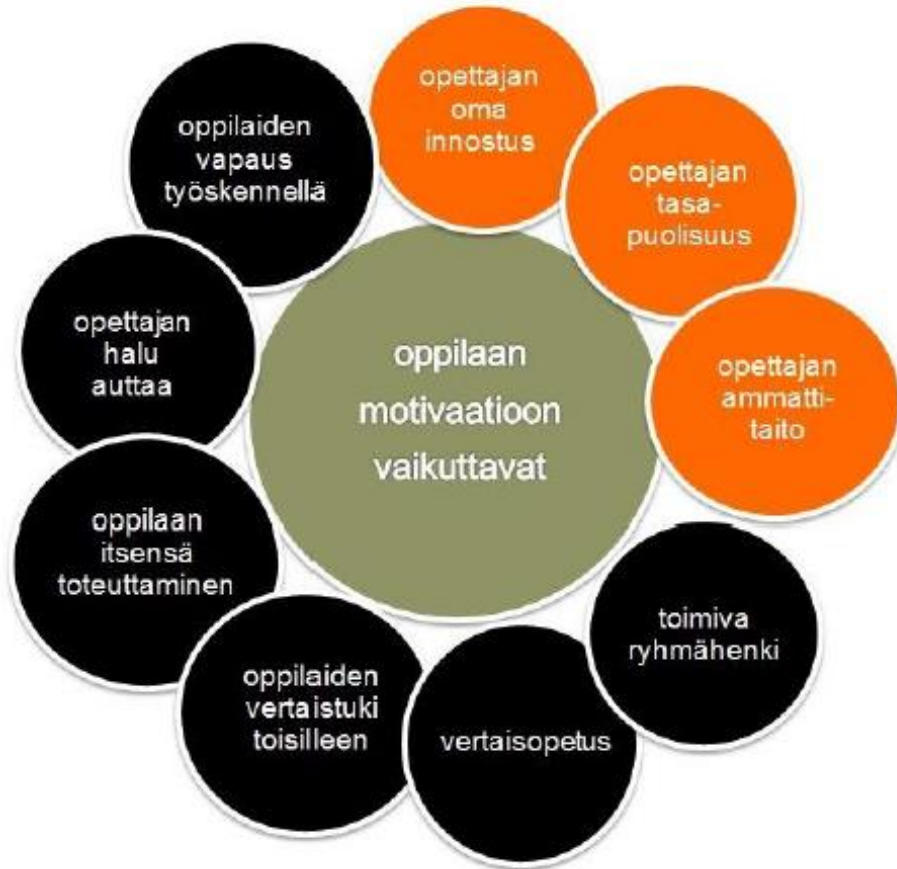 oppilaan
motivaatioon
vaikuttavat
opettajan
oma
innostus
opettajan
tasa-
puolisuus
opettajan
ammatti-
taito
toimiva
ryhmähenki
vertaisopetus
oppilaiden
vertaistuki
toisilleen
oppilaan
itsensä
toteuttaminen
opettajan
halu
auttaa
oppilaiden
vapaus
työskennellä